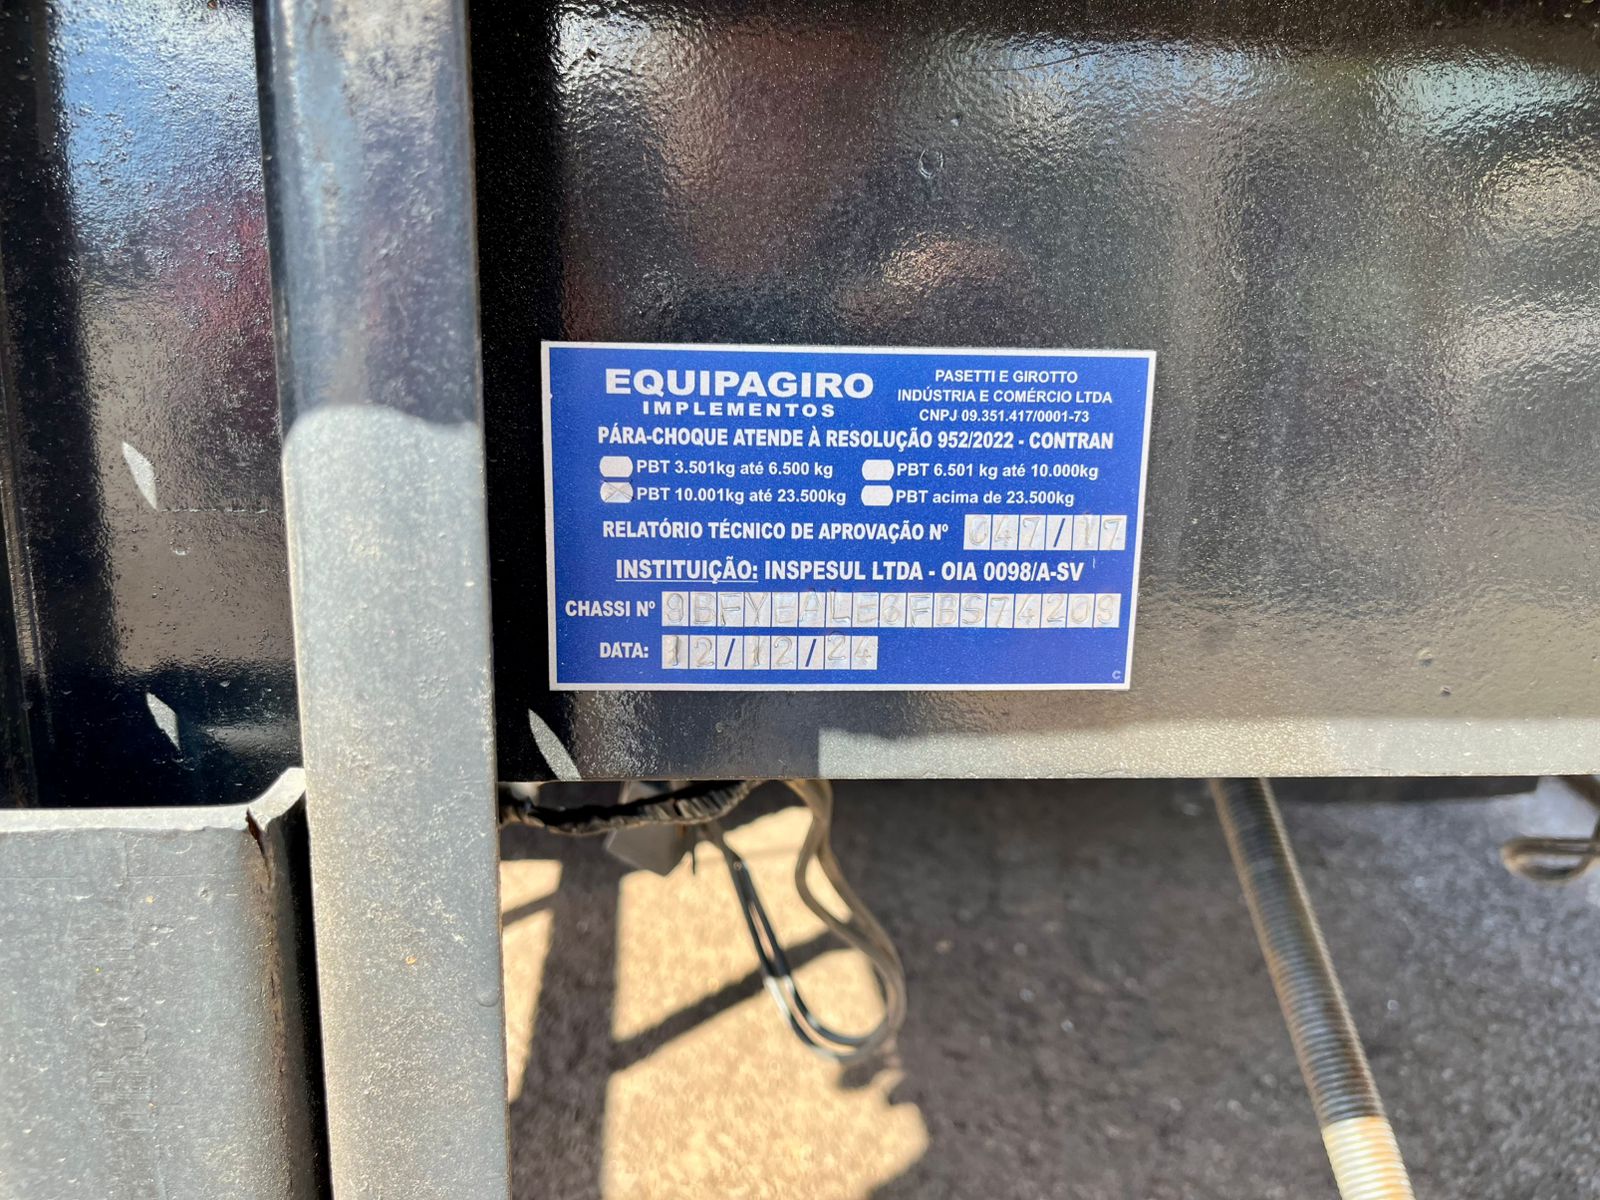 EQUIPAGIRO
IMPLEMENTOS
PASETTI E GIROTTO
INDÚSTRIA E COMÉRCIO LTDA
CNPJ 09.351.417/0001-73
PÁRA-CHOQUE ATENDE À RESOLUÇÃO 952/2022 - CONTRAN
PBT 3.501kg até 6.500 kg PBT 6.501 kg até 10.000kg
PBT 10.001kg até 23.500kg PBT acima de 23.500kg
RELATÓRIO TÉCNICO DE APROVAÇÃO Nº 047/17
INSTITUIÇÃO: INSPESUL LTDA - OIA 0098/A-SV
CHASSI Nº
DATA: 12/12/24
C